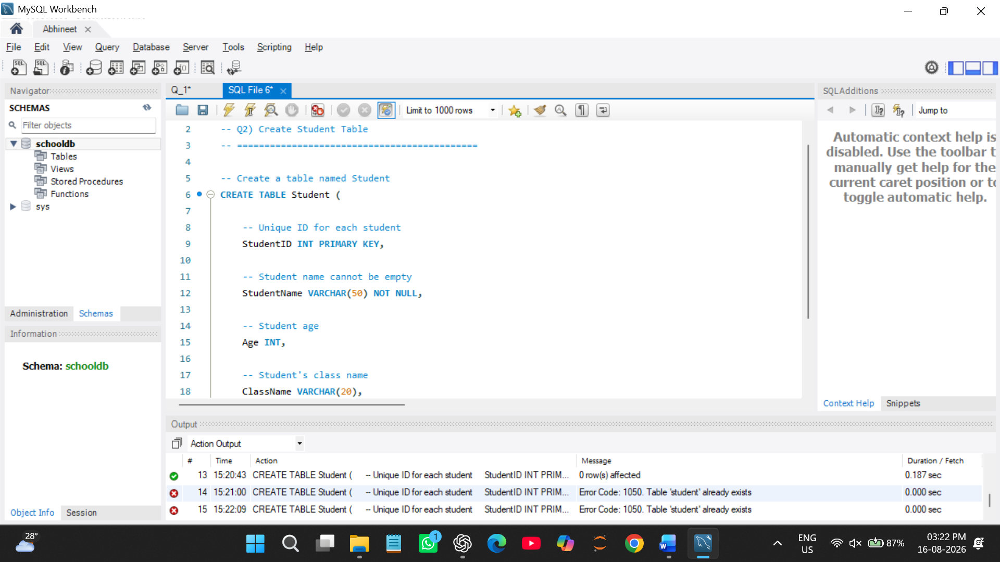 MySQL Workbench
Abhineet
File Edit View Query Database Server Tools Scripting Help
Navigator
SCHEMAS
Filter objects
schooldb
Tables
Views
Stored Procedures
Functions
sys
Administration Schemas
Information
Schema: schooldb
Object Info Session
Q_1* SQL File 6*
Limit to 1000 rows
2 -- Q2) Create Student Table
3 -- ============================================
4
5 -- Create a table named Student
6 CREATE TABLE Student (
7
8 -- Unique ID for each student
9 StudentID INT PRIMARY KEY,
10
11 -- Student name cannot be empty
12 StudentName VARCHAR(50) NOT NULL,
13
14 -- Student age
15 Age INT,
16
17 -- Student's class name
18 ClassName VARCHAR(20),
SQLAdditions
Jump to
Automatic context help is
disabled. Use the toolbar t
manually get help for the
current caret position or to
toggle automatic help.
Context Help Snippets
Output
Action Output
# Time Action Message Duration / Fetch
13 15:20:43 CREATE TABLE Student ( -- Unique ID for each student StudentID INT PRIM... 0 row(s) affected 0.187 sec
14 15:21:00 CREATE TABLE Student ( -- Unique ID for each student StudentID INT PRIM... Error Code: 1050. Table 'student' already exists 0.000 sec
15 15:22:09 CREATE TABLE Student ( -- Unique ID for each student StudentID INT PRIM... Error Code: 1050. Table 'student' already exists 0.000 sec
28°
1
ENG
US
87%
03:22 PM
16-08-2026